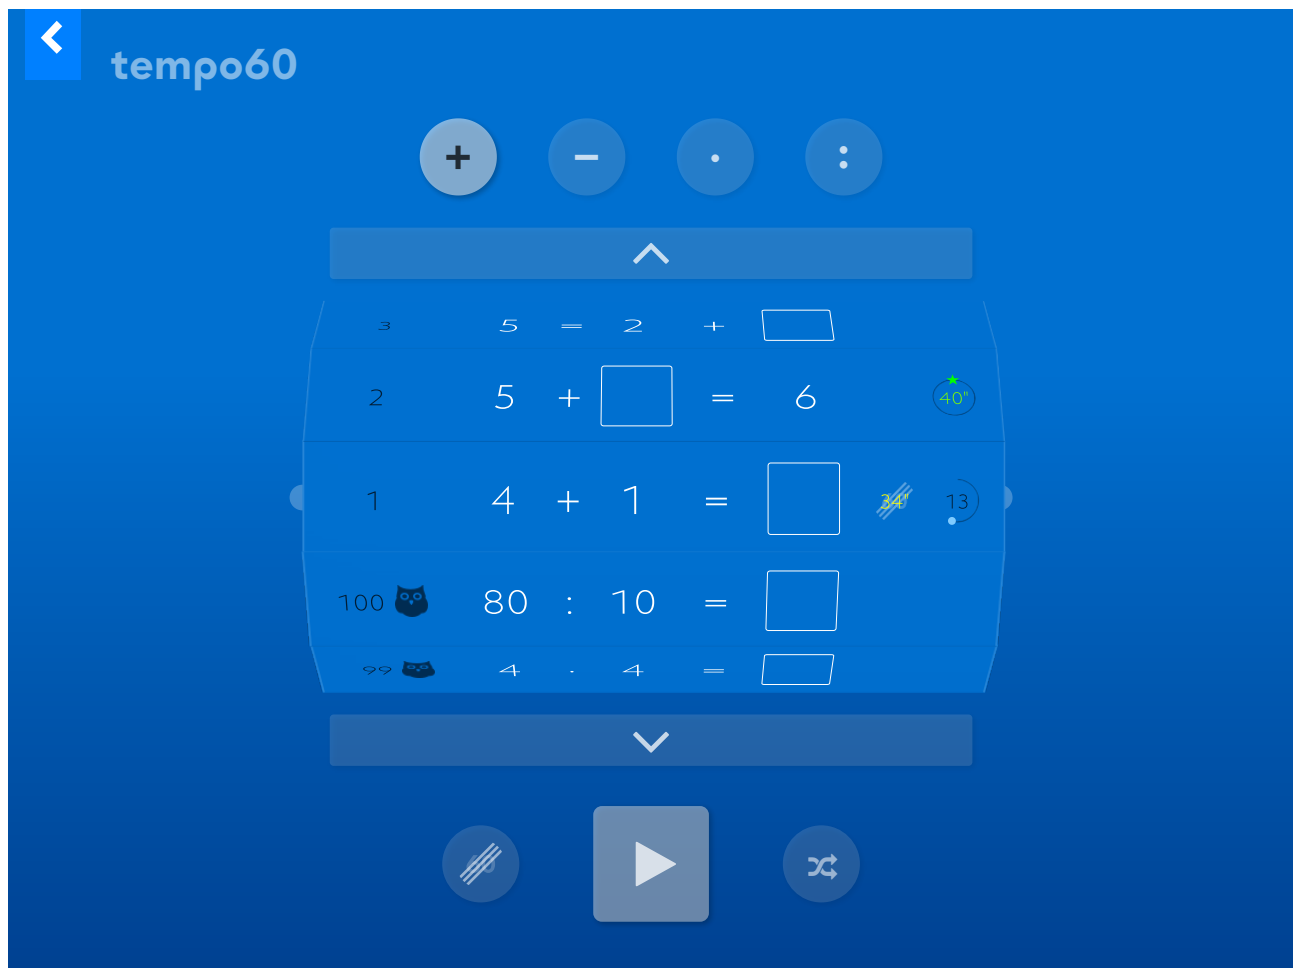 tempo60
+ − · :
3 5 = 2 +
2 5 + = 6 40"
1 4 + 1 = 34" 13
100 80 : 10 =
99 4 · 4 =